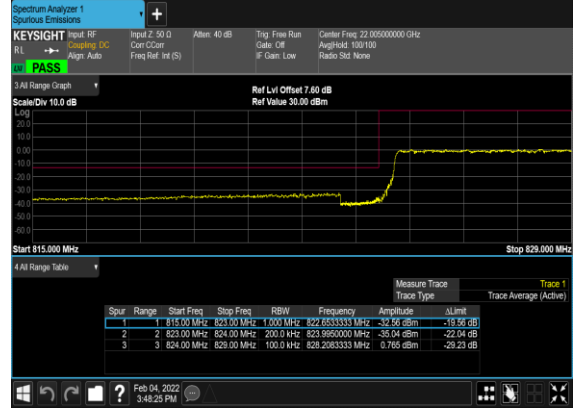 Spectrum Analyzer 1
Spurious Emissions
+
KEYSIGHT Input: RF Input Z: 50 Ω Atten: 40 dB Trig: Free Run Center Freq: 22.005000000 GHz
RL Coupling: DC Corr CCorr Gate: Off Avg|Hold: 100/100
Align: Auto Freq Ref: Int (S) IF Gain: Low Radio Std: None
PASS
3 All Range Graph Ref Lvl Offset 7.60 dB
Scale/Div 10.0 dB Ref Value 30.00 dBm
Log
20.0
10.0
0.00
-10.0
-20.0
-30.0
-40.0
-50.0
-60.0
Start 815.000 MHz Stop 829.000 MHz
4 All Range Table
Measure Trace Trace 1
Trace Type Trace Average (Active)
Spur Range Start Freq Stop Freq RBW Frequency Amplitude ΔLimit
1 1 815.00 MHz 823.00 MHz 1.000 MHz 822.6533333 MHz -32.56 dBm -19.56 dB
2 2 823.00 MHz 824.00 MHz 200.0 kHz 823.9950000 MHz -35.04 dBm -22.04 dB
3 3 824.00 MHz 829.00 MHz 100.0 kHz 828.2083333 MHz 0.765 dBm -29.23 dB
? Feb 04, 2022
3:48:25 PM